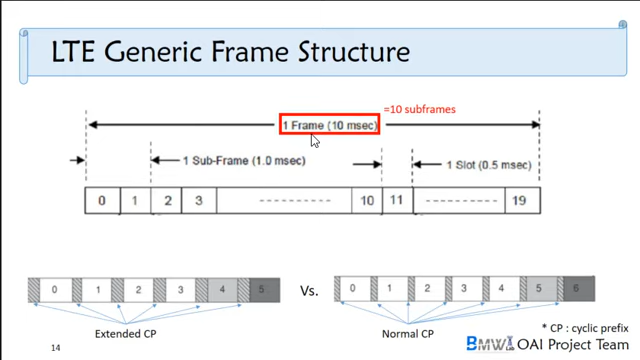 LTE Generic Frame Structure
=10 subframes
1 Frame (10 msec)
1 Sub-Frame (1.0 msec)
1 Slot (0.5 msec)
0 1 2 3 ---------- 10 11 ---------- 19
0 1 2 3 4 5 Vs. 0 1 2 3 4 5 6
Extended CP Normal CP
* CP : cyclic prefix
14
BMW OAI Project Team